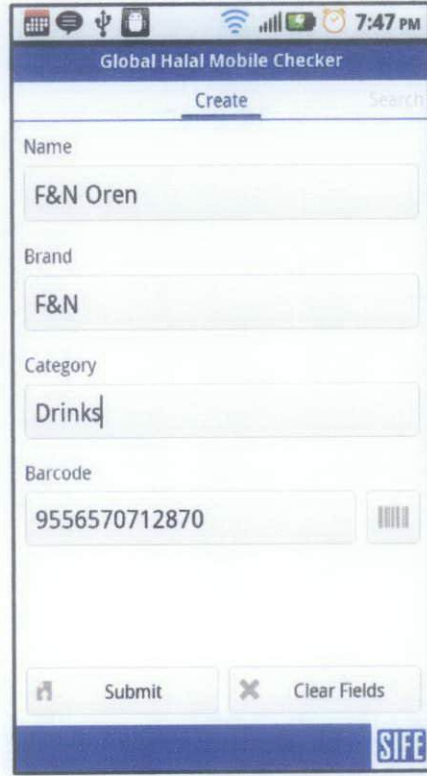 7:47 PM
Global Halal Mobile Checker
Create Search
Name
F&N Oren
Brand
F&N
Category
Drinks
Barcode
9556570712870
Submit Clear Fields
SIFE